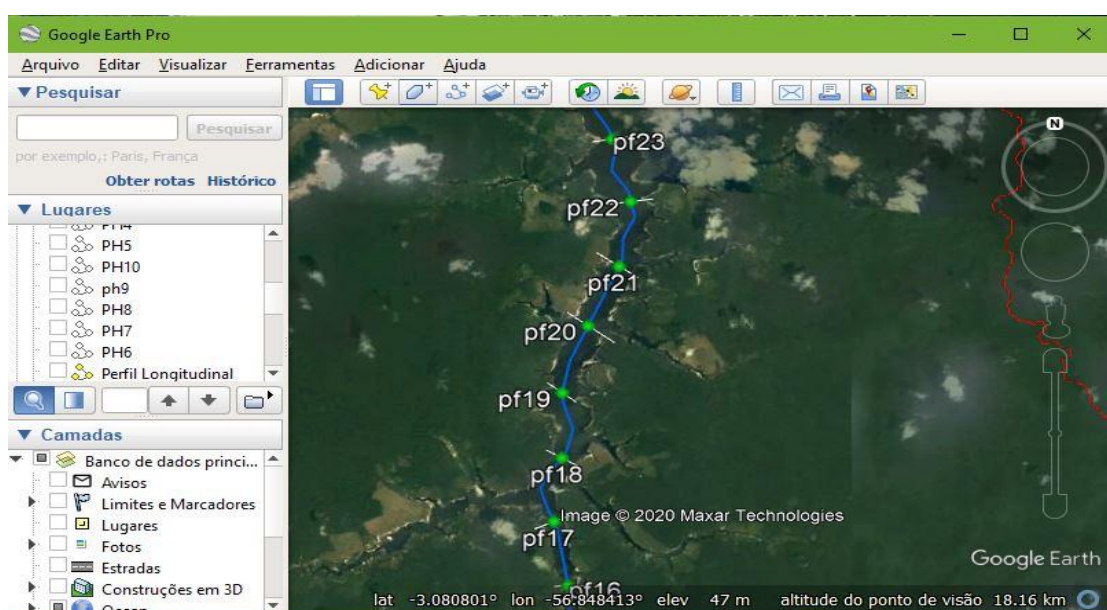 Google Earth Pro
Arquivo Editar Visualizar Ferramentas Adicionar Ajuda
Pesquisar
Pesquisar
por exemplo,: Paris, França
Obter rotas Histórico
Lugares
PH4
PH5
PH10
ph9
PH8
PH7
PH6
Perfil Longitudinal
Camadas
Banco de dados princi...
Avisos
Limites e Marcadores
Lugares
Fotos
Estradas
Construções em 3D
Ocean
N
pf23
pf22
pf21
pf20
pf19
pf18
Image © 2020 Maxar Technologies
pf17
Google Earth
pf16
lat -3.080801° lon -56.848413° elev 47 m altitude do ponto de visão 18.16 km